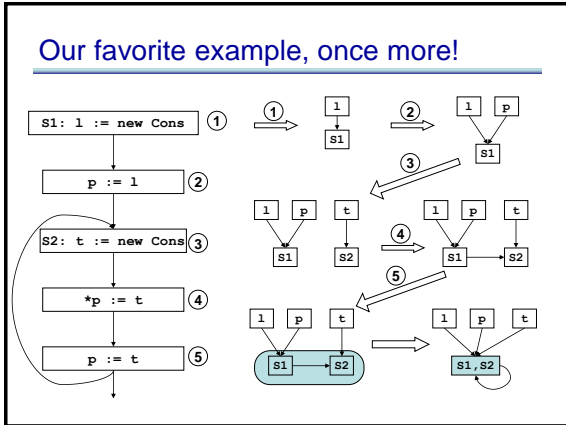 Our favorite example, once more!
S1: l := new Cons
1
p := l
2
S2: t := new Cons
3
*p := t
4
p := t
5
1
l
S1
2
l p
S1
3
l p t
S1 S2
4
l p t
S1 S2
5
l p t
S1 S2
l p t
S1,S2